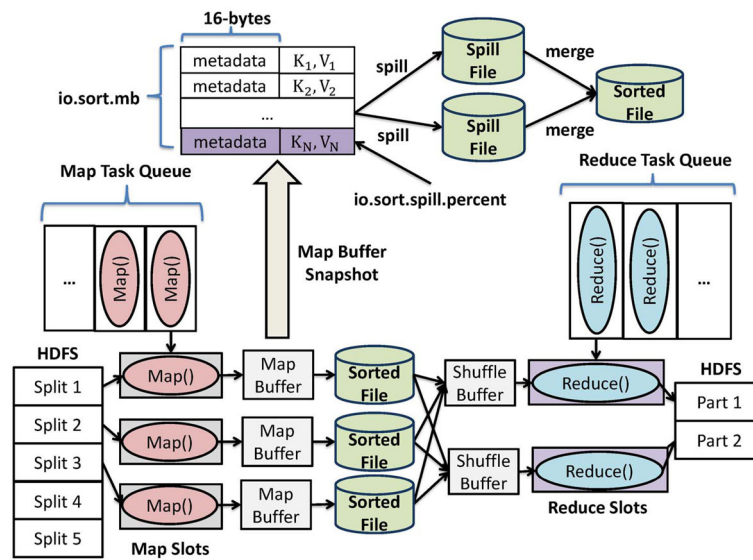 16-bytes
io.sort.mb
metadata K₁,V₁
metadata K₂,V₂
...
metadata K_N,V_N
spill
spill
Spill
File
Spill
File
merge
merge
Sorted
File
io.sort.spill.percent
Map Task Queue
...
Map()
Map()
Map Buffer
Snapshot
Reduce Task Queue
Reduce()
Reduce()
...
HDFS
Split 1
Split 2
Split 3
Split 4
Split 5
Map()
Map()
Map()
Map Slots
Map
Buffer
Map
Buffer
Map
Buffer
Sorted
File
Sorted
File
Sorted
File
Shuffle
Buffer
Shuffle
Buffer
Reduce()
Reduce()
Reduce Slots
HDFS
Part 1
Part 2